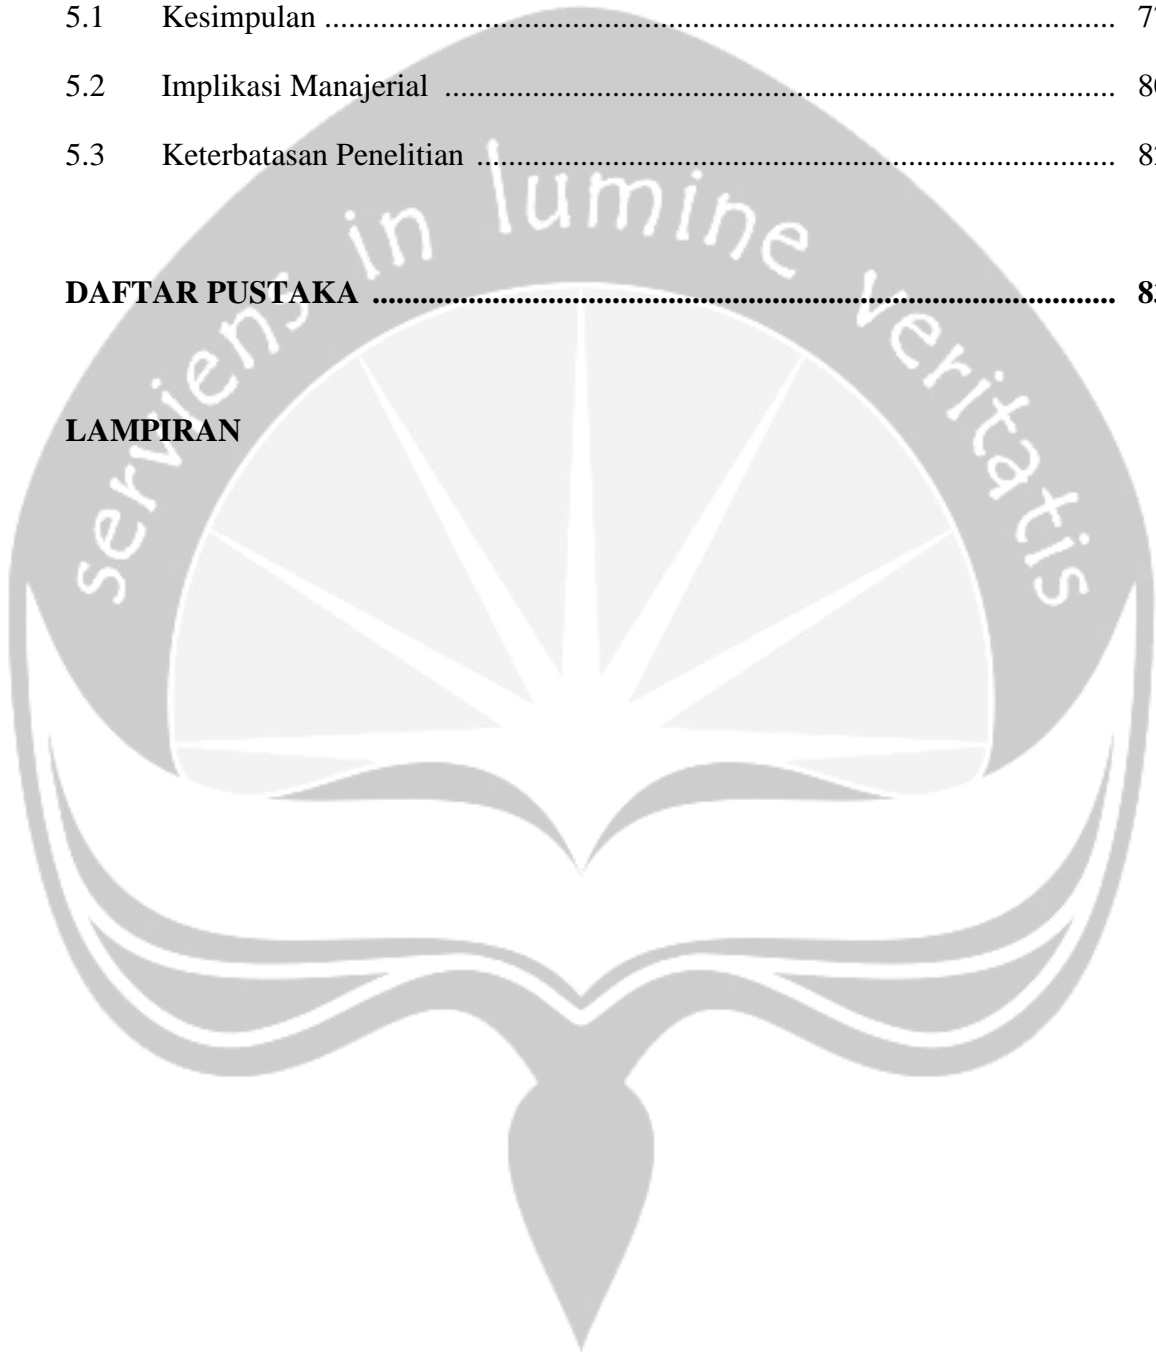 5.1 Kesimpulan ........................................................................................................
5.2 Implikasi Manajerial ........................................................................................
5.3 Keterbatasan Penelitian ....................................................................................
DAFTAR PUSTAKA ..............................................................................................
LAMPIRAN
serviens in lumine veritatis